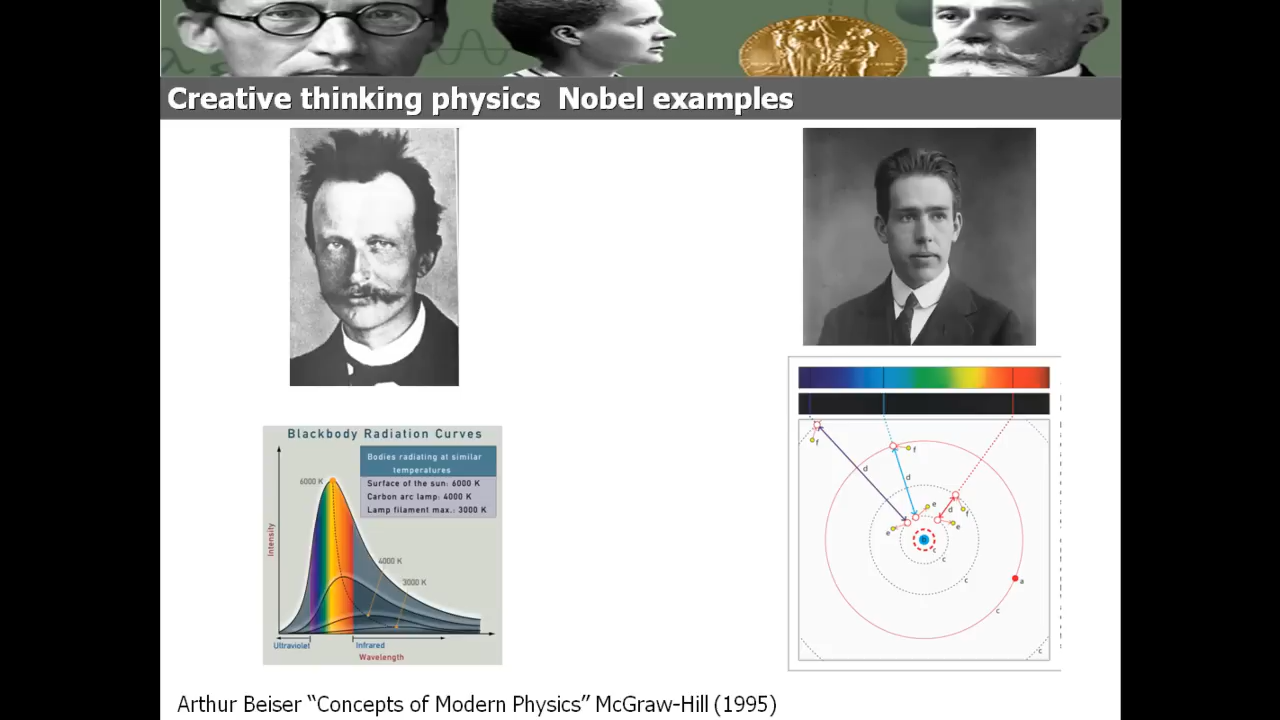 λ
Creative thinking physics Nobel examples
Blackbody Radiation Curves
Bodies radiating at similar
temperatures
Surface of the sun: 6000 K
Carbon arc lamp: 4000 K
Lamp filament max.: 3000 K
6000 K
4000 K
3000 K
Intensity
Ultraviolet
Infrared
Wavelength
f
f
d
d
e
d
f
e
e
c
c
c
a
c
c
Arthur Beiser “Concepts of Modern Physics” McGraw-Hill (1995)